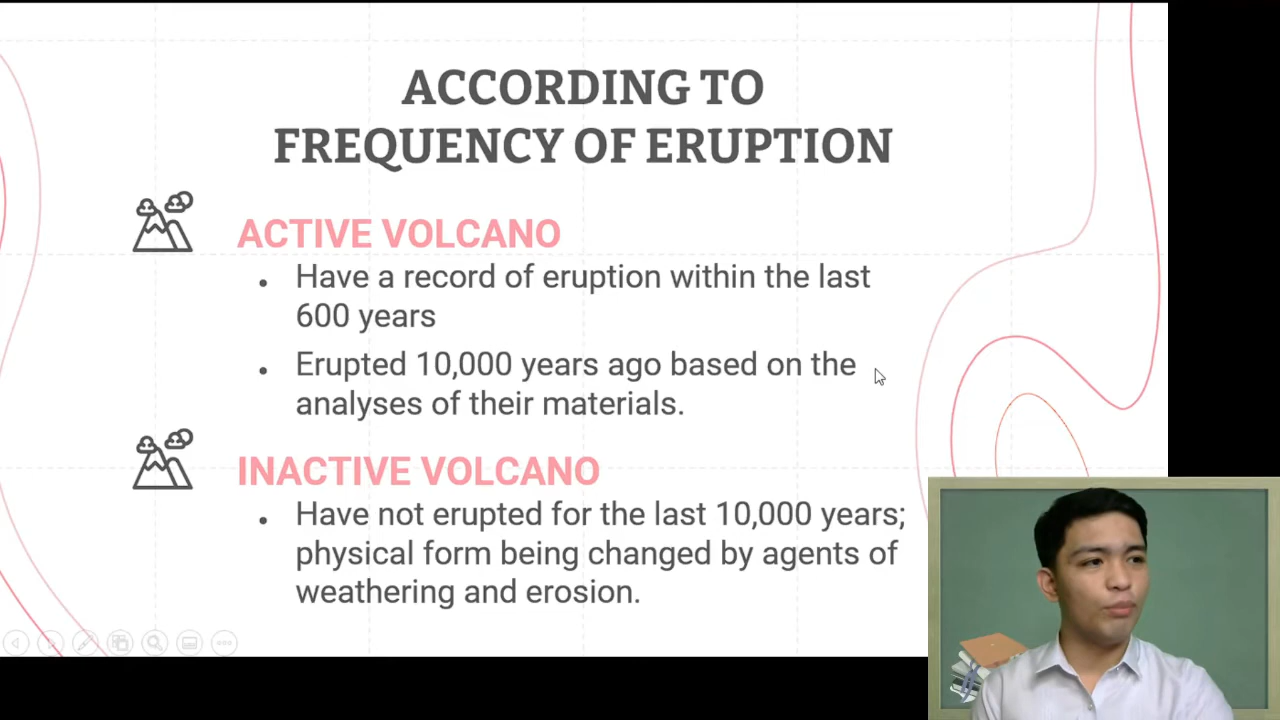 ACCORDING TO
FREQUENCY OF ERUPTION
ACTIVE VOLCANO
• Have a record of eruption within the last
600 years
• Erupted 10,000 years ago based on the
analyses of their materials.
INACTIVE VOLCANO
• Have not erupted for the last 10,000 years;
physical form being changed by agents of
weathering and erosion.